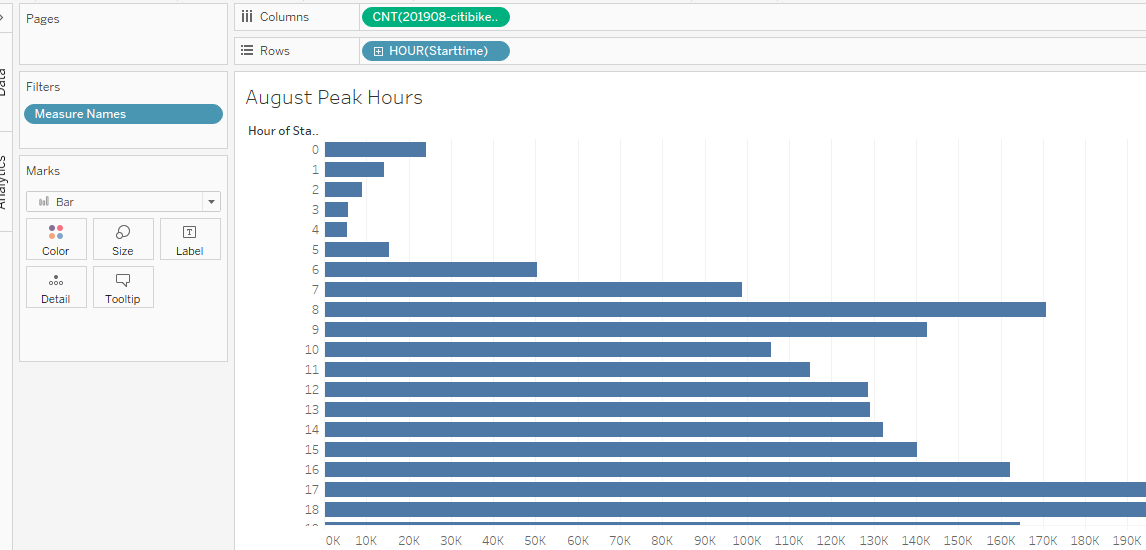 Pages
Columns
CNT(201908-citibike..
Rows
HOUR(Starttime)
Data
Analytics
Filters
Measure Names
Marks
Bar
Color
Size
Label
Detail
Tooltip
August Peak Hours
Hour of Sta..
0
1
2
3
4
5
6
7
8
9
10
11
12
13
14
15
16
17
18
0K 10K 20K 30K 40K 50K 60K 70K 80K 90K 100K 110K 120K 130K 140K 150K 160K 170K 180K 190K